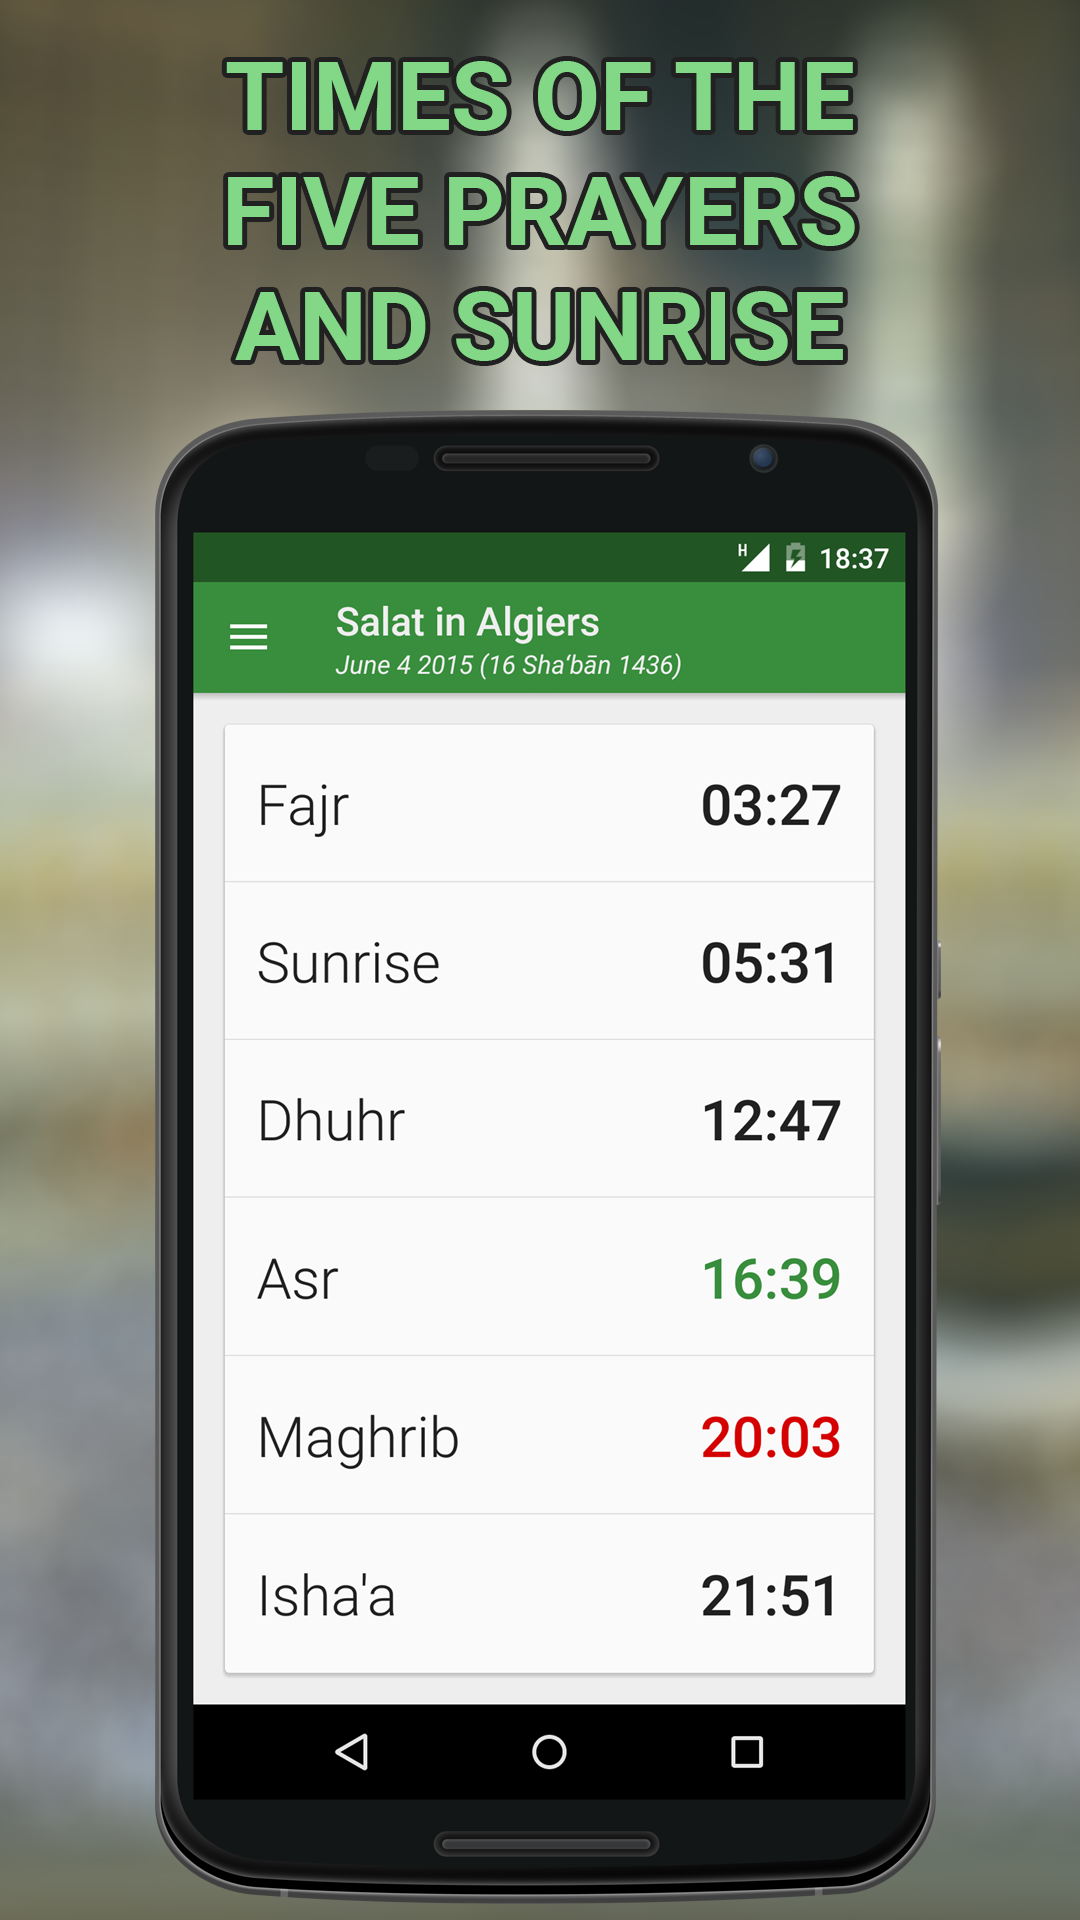 TIMES OF THE
FIVE PRAYERS
AND SUNRISE
H 18:37
Salat in Algiers
June 4 2015 (16 Sha‘bān 1436)
Fajr 03:27
Sunrise 05:31
Dhuhr 12:47
Asr 16:39
Maghrib 20:03
Isha'a 21:51